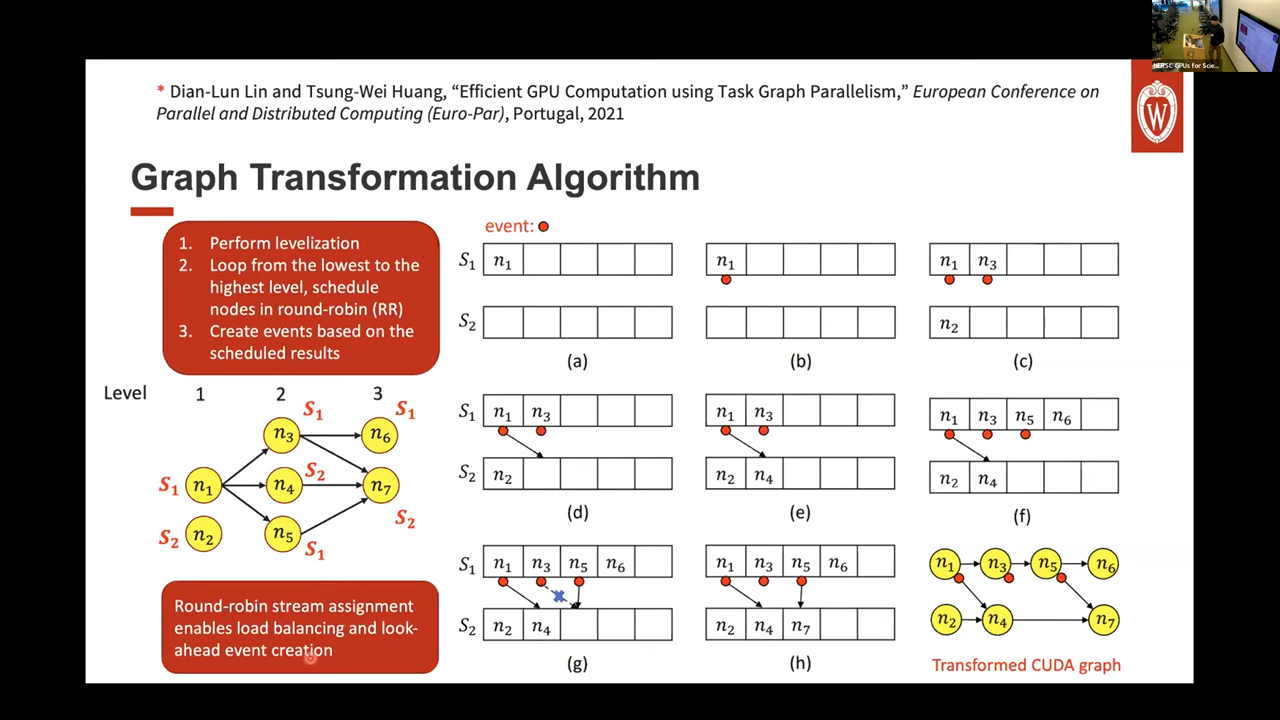 * Dian-Lun Lin and Tsung-Wei Huang, “Efficient GPU Computation using Task Graph Parallelism,” European Conference on
Parallel and Distributed Computing (Euro-Par), Portugal, 2021
NERSC GPUs for Scie...
W
Graph Transformation Algorithm
1. Perform levelization
2. Loop from the lowest to the
highest level, schedule
nodes in round-robin (RR)
3. Create events based on the
scheduled results
Level 1 2 3
S1 S1
n3 n6
S1 n1 n4 S2 n7
S2 n2 n5 S1 S2
Round-robin stream assignment
enables load balancing and look-
ahead event creation
event:
S1 n1
S2
(a)
n1
(b)
n1 n3
n2
(c)
S1 n1 n3
S2 n2
(d)
n1 n3
n2 n4
(e)
n1 n3 n5 n6
n2 n4
(f)
S1 n1 n3 n5 n6
S2 n2 n4
(g)
n1 n3 n5 n6
n2 n4 n7
(h)
n1 n3 n5 n6
n2 n4 n7
Transformed CUDA graph